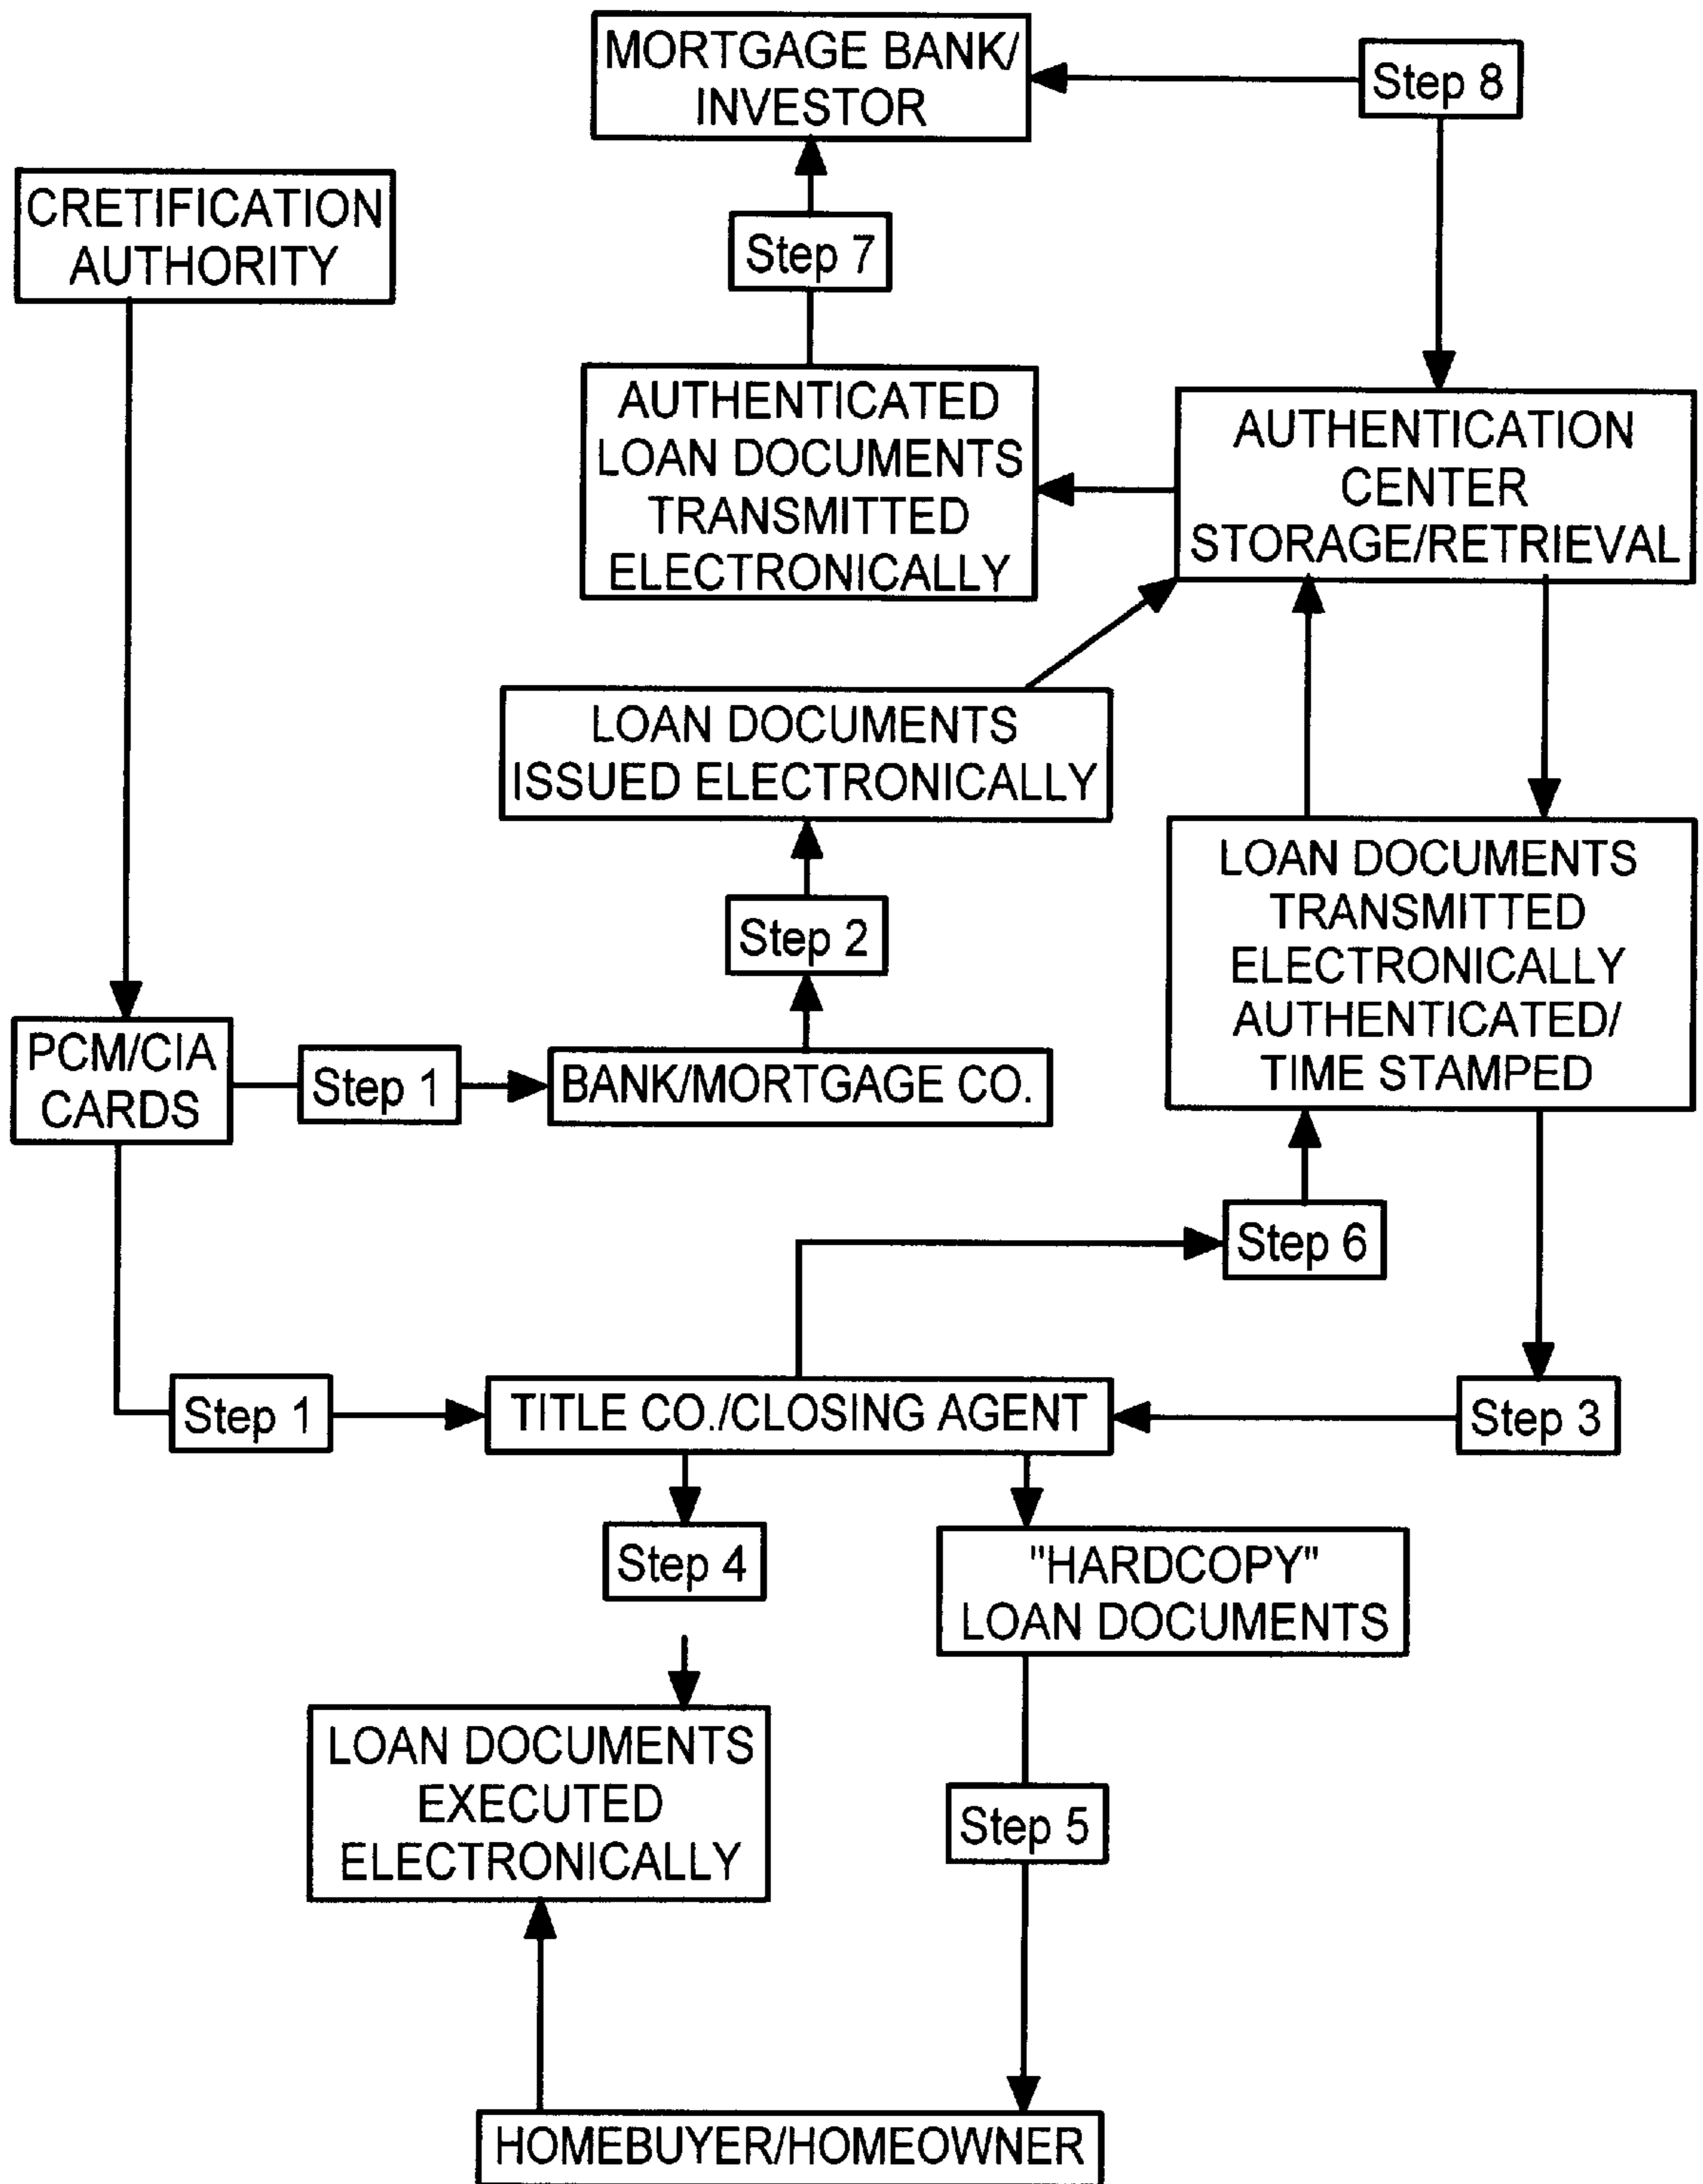 MORTGAGE BANK/
INVESTOR
Step 8
CRETIFICATION
AUTHORITY
Step 7
AUTHENTICATED
LOAN DOCUMENTS
TRANSMITTED
ELECTRONICALLY
AUTHENTICATION
CENTER
STORAGE/RETRIEVAL
LOAN DOCUMENTS
ISSUED ELECTRONICALLY
LOAN DOCUMENTS
TRANSMITTED
ELECTRONICALLY
AUTHENTICATED/
TIME STAMPED
Step 2
PCM/CIA
CARDS
Step 1
BANK/MORTGAGE CO.
Step 6
Step 1
TITLE CO./CLOSING AGENT
Step 3
Step 4
"HARDCOPY"
LOAN DOCUMENTS
LOAN DOCUMENTS
EXECUTED
ELECTRONICALLY
Step 5
HOMEBUYER/HOMEOWNER